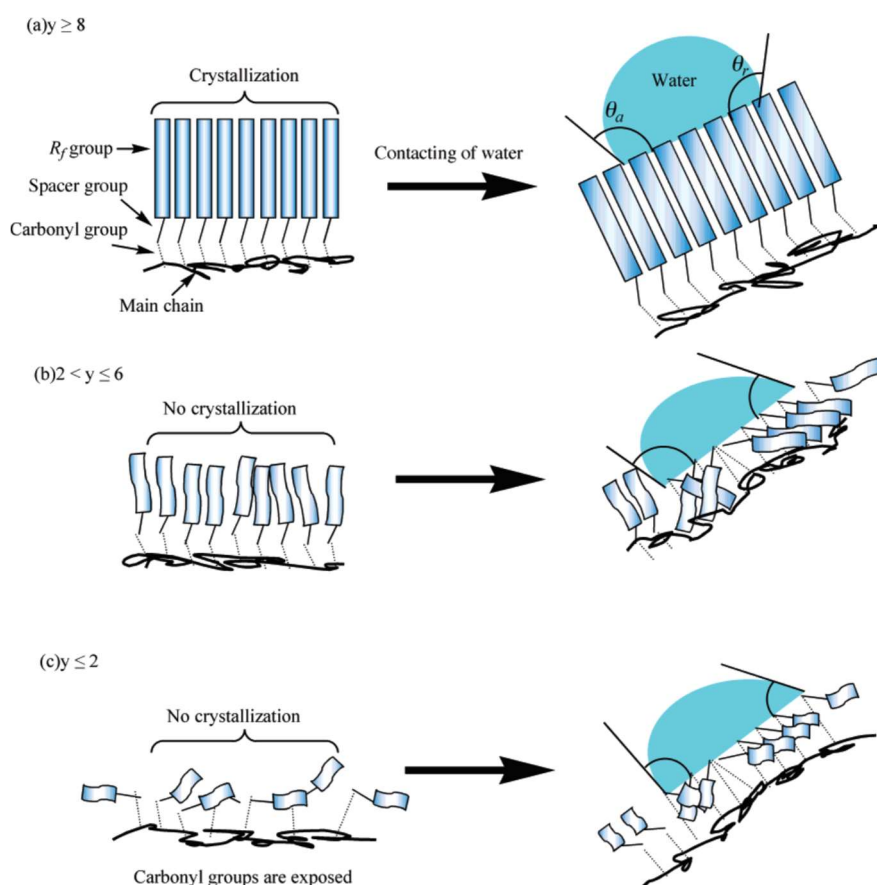 (a)y ≥ 8
Crystallization
Rf group
Spacer group
Carbonyl group
Main chain
Contacting of water
Water
θa
θr
(b)2 < y ≤ 6
No crystallization
(c)y ≤ 2
No crystallization
Carbonyl groups are exposed